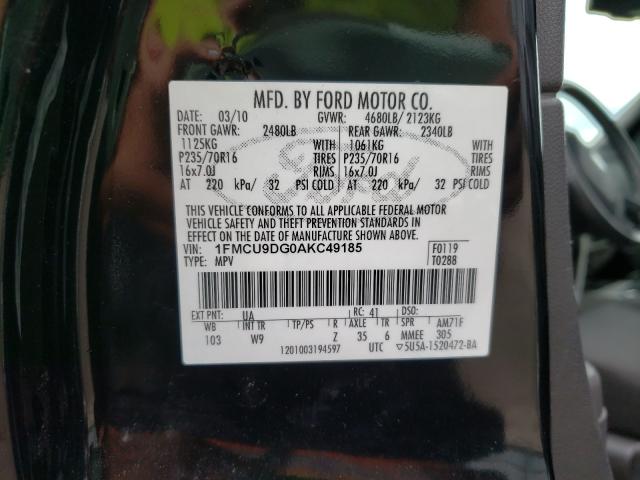 MFD. BY FORD MOTOR CO.
DATE: 03/10 GVWR: 4680LB/ 2123KG
FRONT GAWR: 2480LB REAR GAWR: 2340LB
1125KG WITH 1061KG WITH
P235/70R16 TIRES P235/70R16 TIRES
16x7.0J RIMS 16x7.0J RIMS
AT 220 kPa/ 32 PSI COLD AT 220 kPa/ 32 PSI COLD
Ford
THIS VEHICLE CONFORMS TO ALL APPLICABLE FEDERAL MOTOR
VEHICLE SAFETY AND THEFT PREVENTION STANDARDS IN
EFFECT ON THE DATE OF MANUFACTURE SHOWN ABOVE.
VIN: 1FMCU9DG0AKC49185 F0119
TYPE: MPV T0288
EXT PNT: UA RC: 41 DSO:
WB INT TR TP/PS R AXLE TR SPR AM71F
103 W9 Z 35 6 MMEE 305
1201003194597 UTC ▽5U5A-1520472-BA